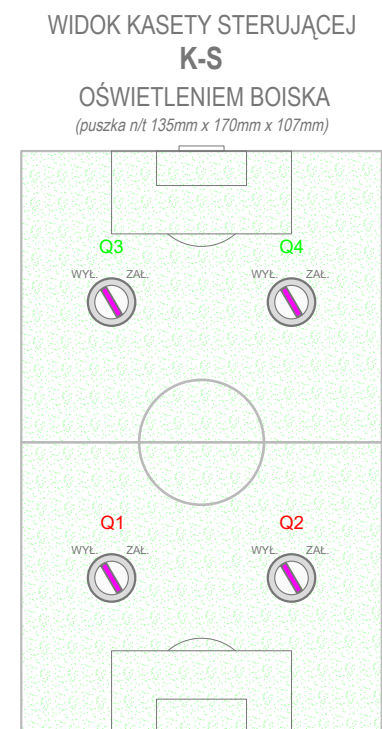 WIDOK KASETY STERUJĄCEJ
K-S
OŚWIETLENIEM BOISKA
(puszka n/t 135mm x 170mm x 107mm)
Q3 Q4
WYŁ. ZAŁ. WYŁ. ZAŁ.
Q1 Q2
WYŁ. ZAŁ. WYŁ. ZAŁ.